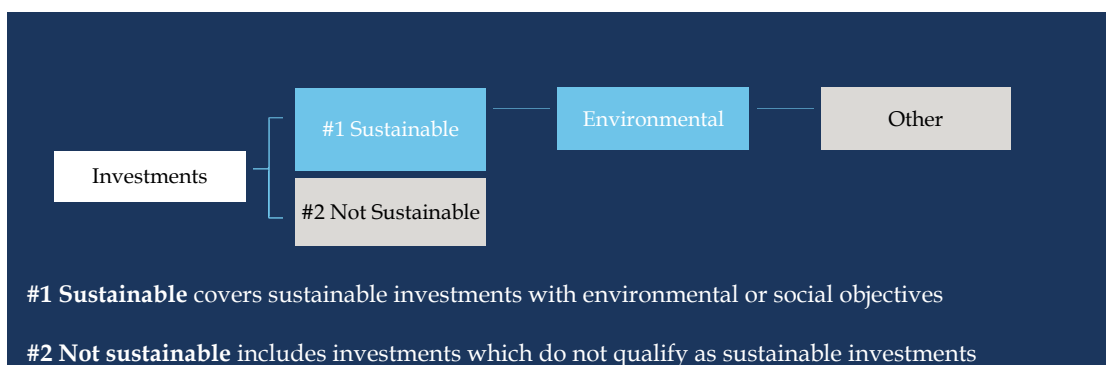 #1 Sustainable
Environmental
Other
Investments
#2 Not Sustainable
#1 Sustainable covers sustainable investments with environmental or social objectives
#2 Not sustainable includes investments which do not qualify as sustainable investments